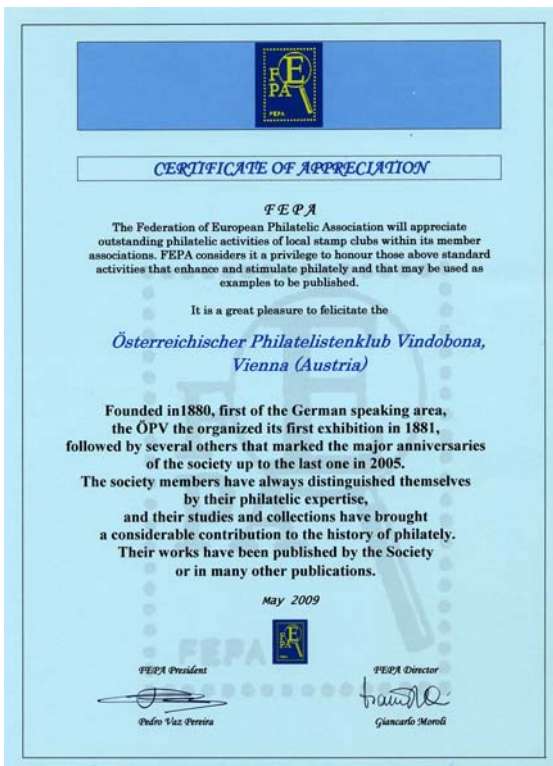 FEPA
FEPA
CERTIFICATE OF APPRECIATION
F E P A
The Federation of European Philatelic Association will appreciate
outstanding philatelic activities of local stamp clubs within its member
associations. FEPA considers it a privilege to honour those above standard
activities that enhance and stimulate philately and that may be used as
examples to be published.
It is a great pleasure to felicitate the
Österreichischer Philatelistenklub Vindobona,
Vienna (Austria)
Founded in1880, first of the German speaking area,
the ÖPV the organized its first exhibition in 1881,
followed by several others that marked the major anniversaries
of the society up to the last one in 2005.
The society members have always distinguished themselves
by their philatelic expertise,
and their studies and collections have brought
a considerable contribution to the history of philately.
Their works have been published by the Society
or in many other publications.
May 2009
FEPA
FEPA
FEPA President
FEPA Director
Pedro Vaz Pereira
Giancarlo Moroli